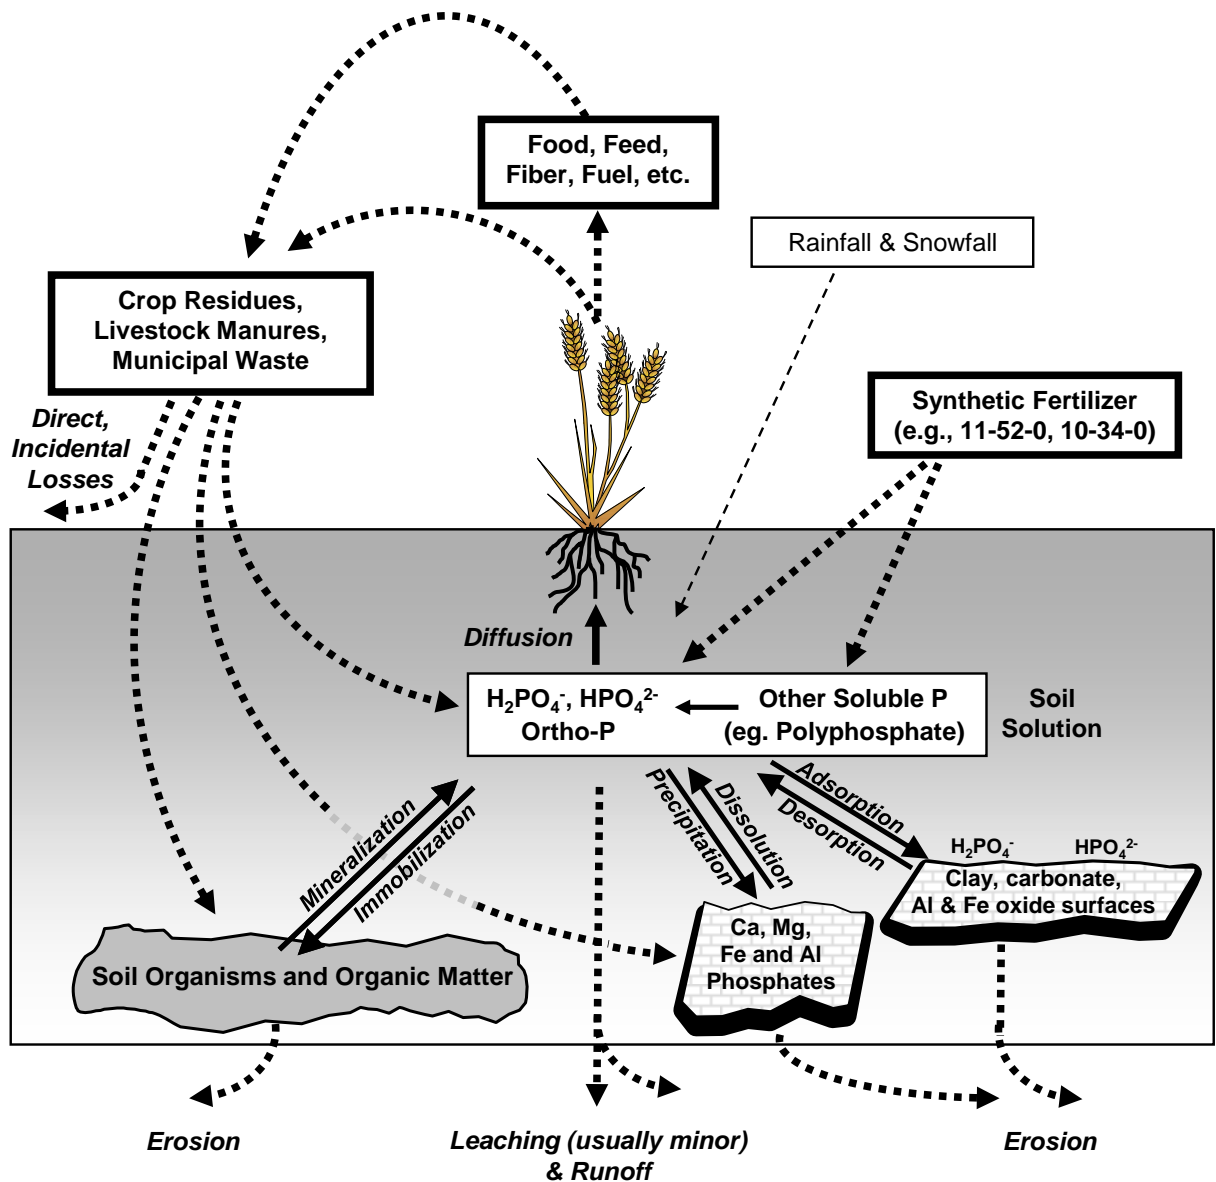 Food, Feed,
Fiber, Fuel, etc.
Rainfall & Snowfall
Crop Residues,
Livestock Manures,
Municipal Waste
Synthetic Fertilizer
(e.g., 11-52-0, 10-34-0)
Direct,
Incidental
Losses
Diffusion
H₂PO₄⁻, HPO₄²⁻
Ortho-P
Other Soluble P
(eg. Polyphosphate)
Soil
Solution
Mineralization
Immobilization
Precipitation
Dissolution
Adsorption
Desorption
H₂PO₄⁻
HPO₄²⁻
Clay, carbonate,
Al & Fe oxide surfaces
Ca, Mg,
Fe and Al
Phosphates
Soil Organisms and Organic Matter
Erosion
Leaching (usually minor)
& Runoff
Erosion